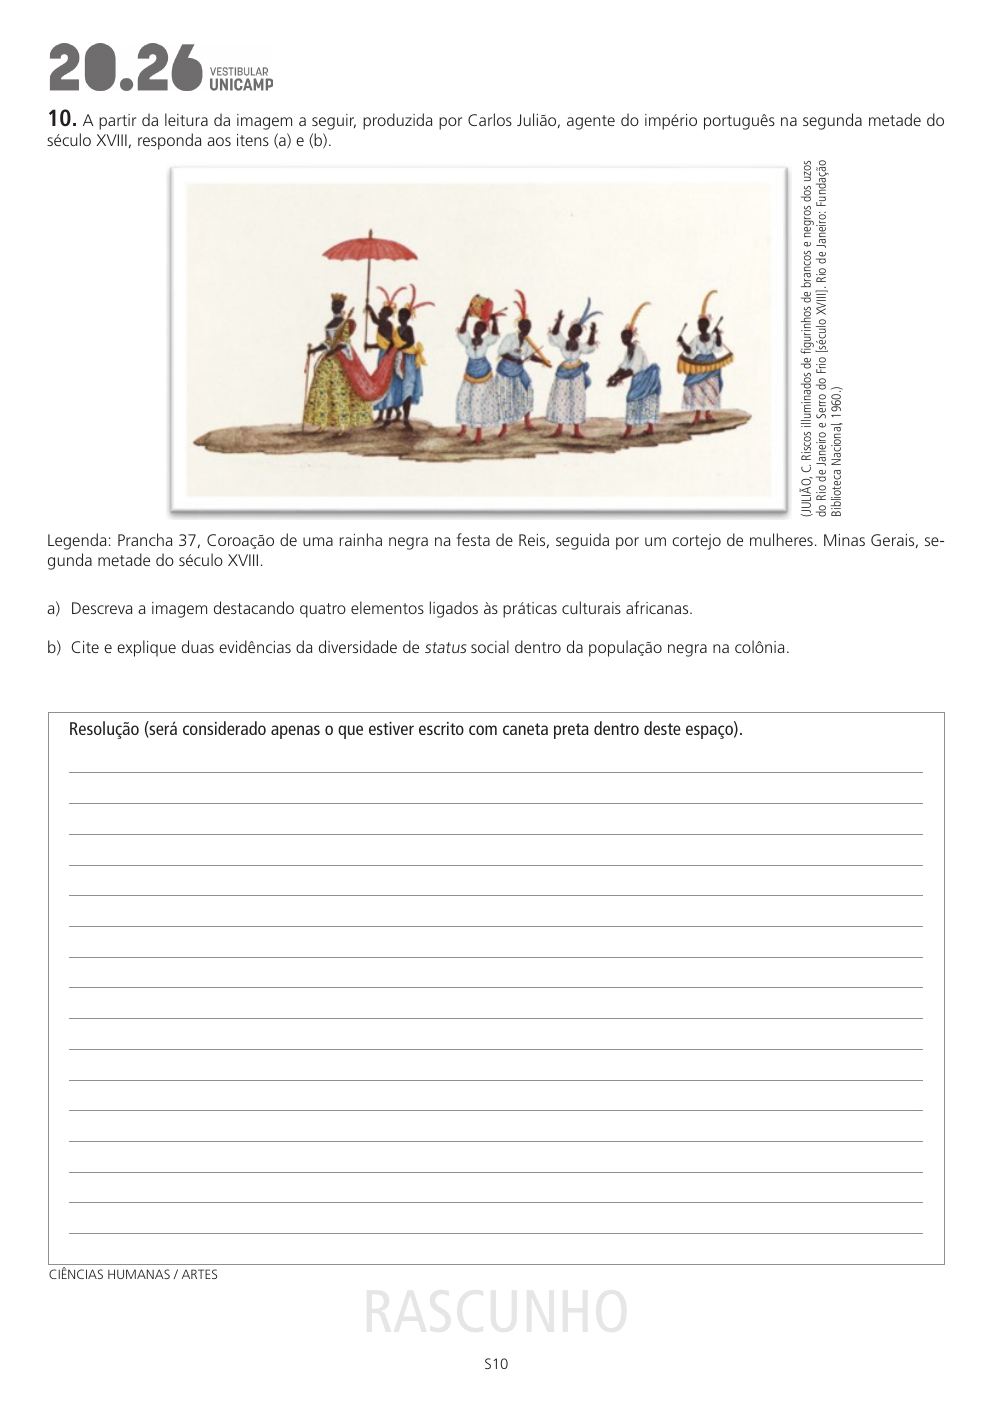 20.26 VESTIBULAR
UNICAMP
10. A partir da leitura da imagem a seguir, produzida por Carlos Julião, agente do império português na segunda metade do
século XVIII, responda aos itens (a) e (b).
(JULIÃO, C. Riscos illuminados de figurinhos de brancos e negros dos uzos
do Rio de Janeiro e Serro do Frio [século XVIII]. Rio de Janeiro: Fundação
Biblioteca Nacional, 1960.)
Legenda: Prancha 37, Coroação de uma rainha negra na festa de Reis, seguida por um cortejo de mulheres. Minas Gerais, se-
gunda metade do século XVIII.
a) Descreva a imagem destacando quatro elementos ligados às práticas culturais africanas.
b) Cite e explique duas evidências da diversidade de status social dentro da população negra na colônia.
Resolução (será considerado apenas o que estiver escrito com caneta preta dentro deste espaço).
CIÊNCIAS HUMANAS / ARTES
RASCUNHO
S10